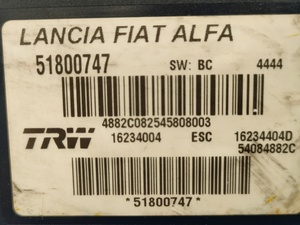 LANCIA FIAT ALFA
51800747 SW: BC 4444
4882C082545808003
TRW 16234004 ESC 16234404D
54084882C
*51800747*